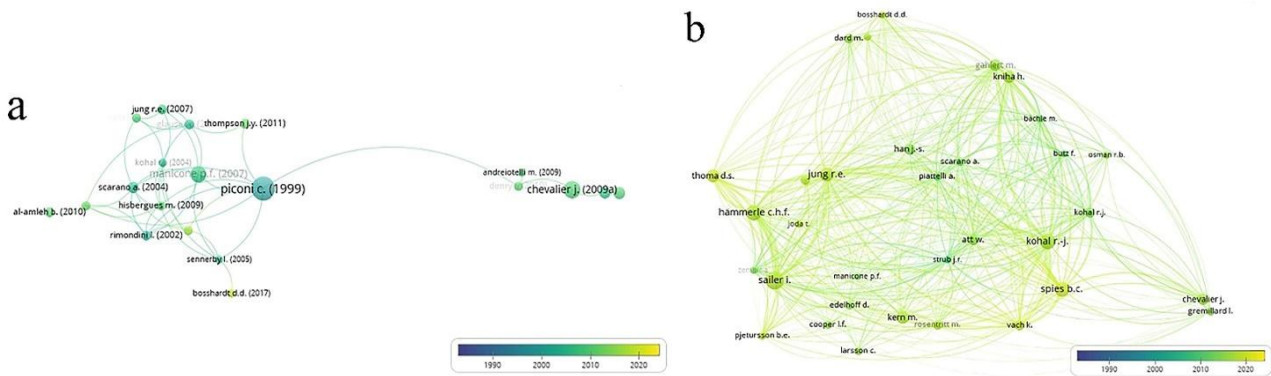 a
jung r.e. (2007)
thompson j.y. (2011)
kohal (2004)
manicone p.f. (2007)
scarano a. (2004)
piconi c. (1999)
hisbergues m. (2009)
al-amleh b. (2010)
rimondini l. (2002)
sennerby l. (2005)
bosshardt d.d. (2017)
andreiotelli m. (2009)
chevalier j. (2009a)
1990 2000 2010 2020
b
bosshardt d.d.
dard m.
gahlert m.
kniha h.
bächle m.
han j.-s.
butz f.
osman r.b.
scarano a.
piattelli a.
thoma d.s.
jung r.e.
hämmerle c.h.f.
joda t.
kohal r.j.
att w.
kohal r.-j.
strub j.r.
sailer i.
manicone p.f.
spies b.c.
chevalier j.
gremillard l.
edelhoff d.
kern m.
cooper l.f.
rosentritt m.
vach k.
pjetursson b.e.
larsson c.
1990 2000 2010 2020